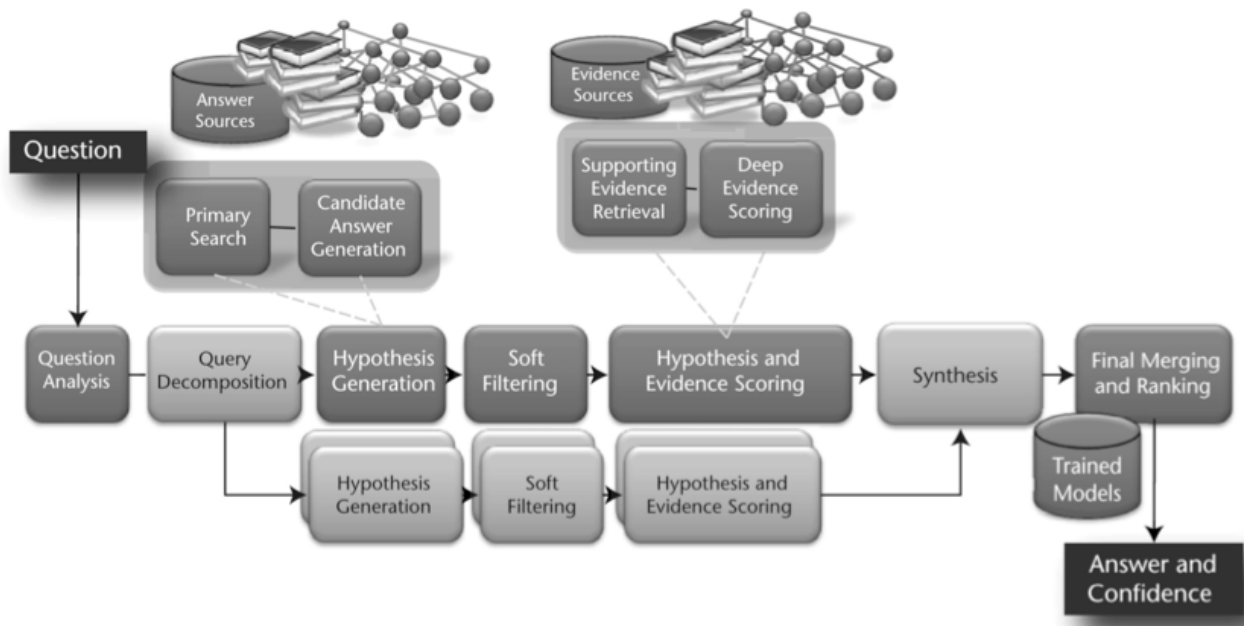 Answer
Sources
Evidence
Sources
Question
Primary
Search
Candidate
Answer
Generation
Supporting
Evidence
Retrieval
Deep
Evidence
Scoring
Question
Analysis
Query
Decomposition
Hypothesis
Generation
Soft
Filtering
Hypothesis and
Evidence Scoring
Synthesis
Final Merging
and Ranking
Hypothesis
Generation
Soft
Filtering
Hypothesis and
Evidence Scoring
Trained
Models
Answer and
Confidence